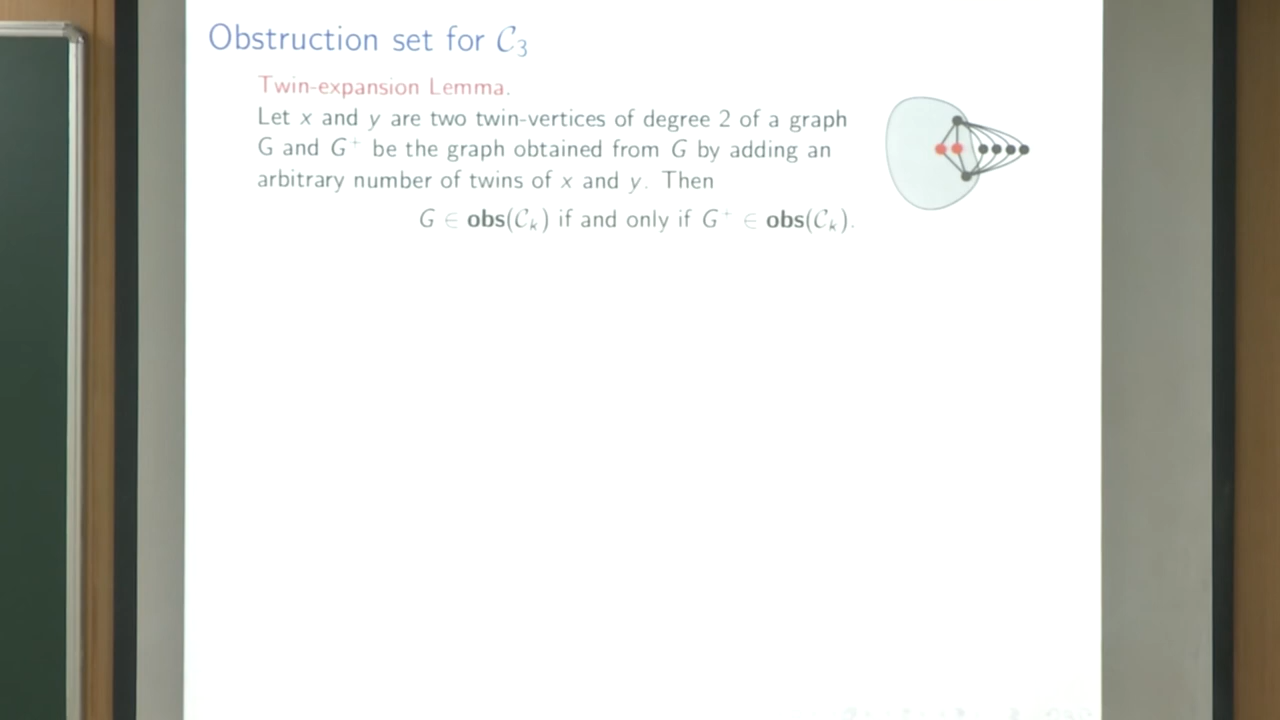 Obstruction set for 𝒞₃
Twin-expansion Lemma.
Let x and y are two twin-vertices of degree 2 of a graph
G and G⁺ be the graph obtained from G by adding an
arbitrary number of twins of x and y. Then
G ∈ obs(𝒞ₖ) if and only if G⁺ ∈ obs(𝒞ₖ).